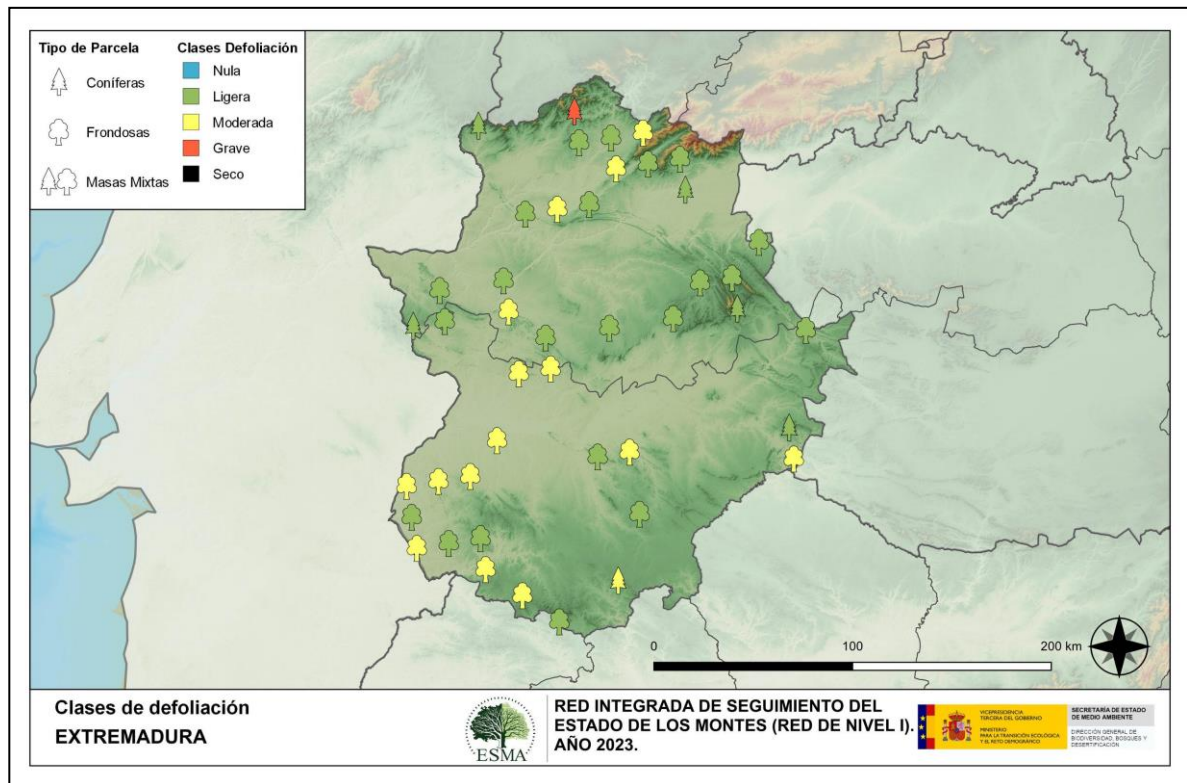 Tipo de Parcela
Coníferas
Frondosas
Masas Mixtas
Clases Defoliación
Nula
Ligera
Moderada
Grave
Seco
0
100
200 km
Clases de defoliación
EXTREMADURA
ESMA
RED INTEGRADA DE SEGUIMIENTO DEL
ESTADO DE LOS MONTES (RED DE NIVEL I).
AÑO 2023.
VICEPRESIDENCIA
TERCERA DEL GOBIERNO
MINISTERIO
PARA LA TRANSICIÓN ECOLÓGICA
Y EL RETO DEMOGRÁFICO
SECRETARÍA DE ESTADO
DE MEDIO AMBIENTE
DIRECCIÓN GENERAL DE
BIODIVERSIDAD, BOSQUES Y
DESERTIFICACIÓN